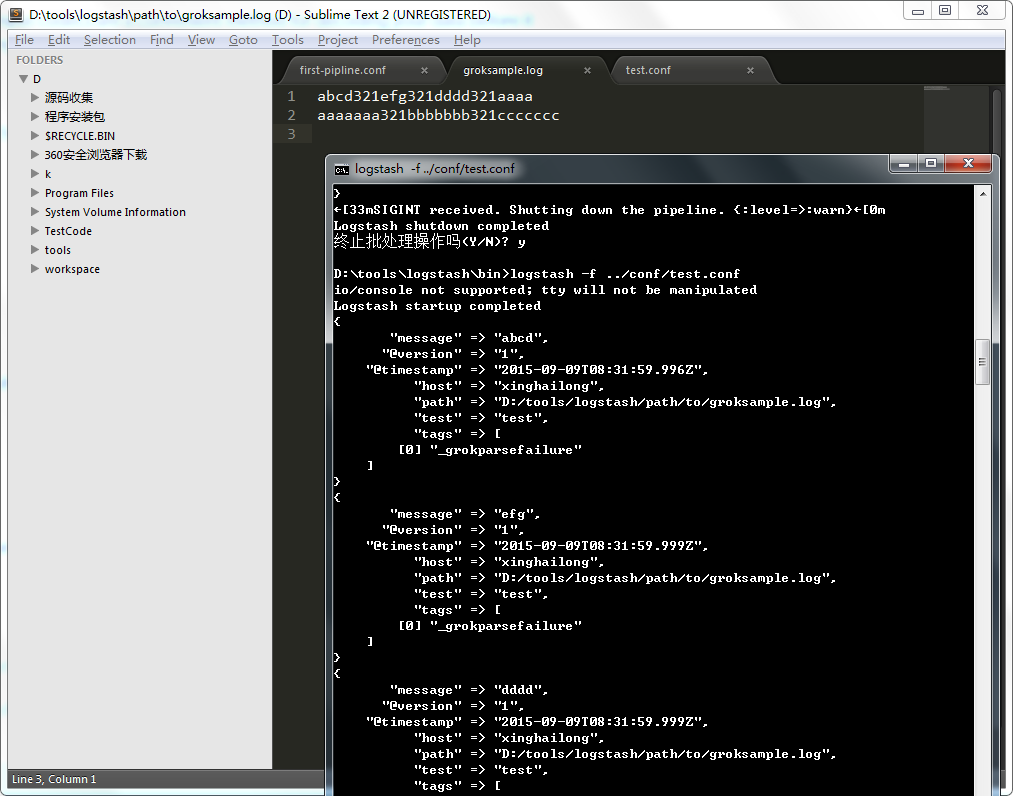 D:\tools\logstash\path\to\groksample.log (D) - Sublime Text 2 (UNREGISTERED)
File Edit Selection Find View Goto Tools Project Preferences Help
FOLDERS
D
源码收集
程序安装包
$RECYCLE.BIN
360安全浏览器下载
k
Program Files
System Volume Information
TestCode
tools
workspace
first-pipline.conf × groksample.log × test.conf ×
1 abcd321efg321dddd321aaaa
2 aaaaaaa321bbbbbbb321ccccccc
3
logstash -f ../conf/test.conf
}
←[33mSIGINT received. Shutting down the pipeline. {:level=>:warn}←[0m
Logstash shutdown completed
终止批处理操作吗(Y/N)? y
D:\tools\logstash\bin>logstash -f ../conf/test.conf
io/console not supported; tty will not be manipulated
Logstash startup completed
{
"message" => "abcd",
"@version" => "1",
"@timestamp" => "2015-09-09T08:31:59.996Z",
"host" => "xinghailong",
"path" => "D:/tools/logstash/path/to/groksample.log",
"test" => "test",
"tags" => [
[0] "_grokparsefailure"
]
}
{
"message" => "efg",
"@version" => "1",
"@timestamp" => "2015-09-09T08:31:59.999Z",
"host" => "xinghailong",
"path" => "D:/tools/logstash/path/to/groksample.log",
"test" => "test",
"tags" => [
[0] "_grokparsefailure"
]
}
{
"message" => "dddd",
"@version" => "1",
"@timestamp" => "2015-09-09T08:31:59.999Z",
"host" => "xinghailong",
"path" => "D:/tools/logstash/path/to/groksample.log",
"test" => "test",
"tags" => [
Line 3, Column 1